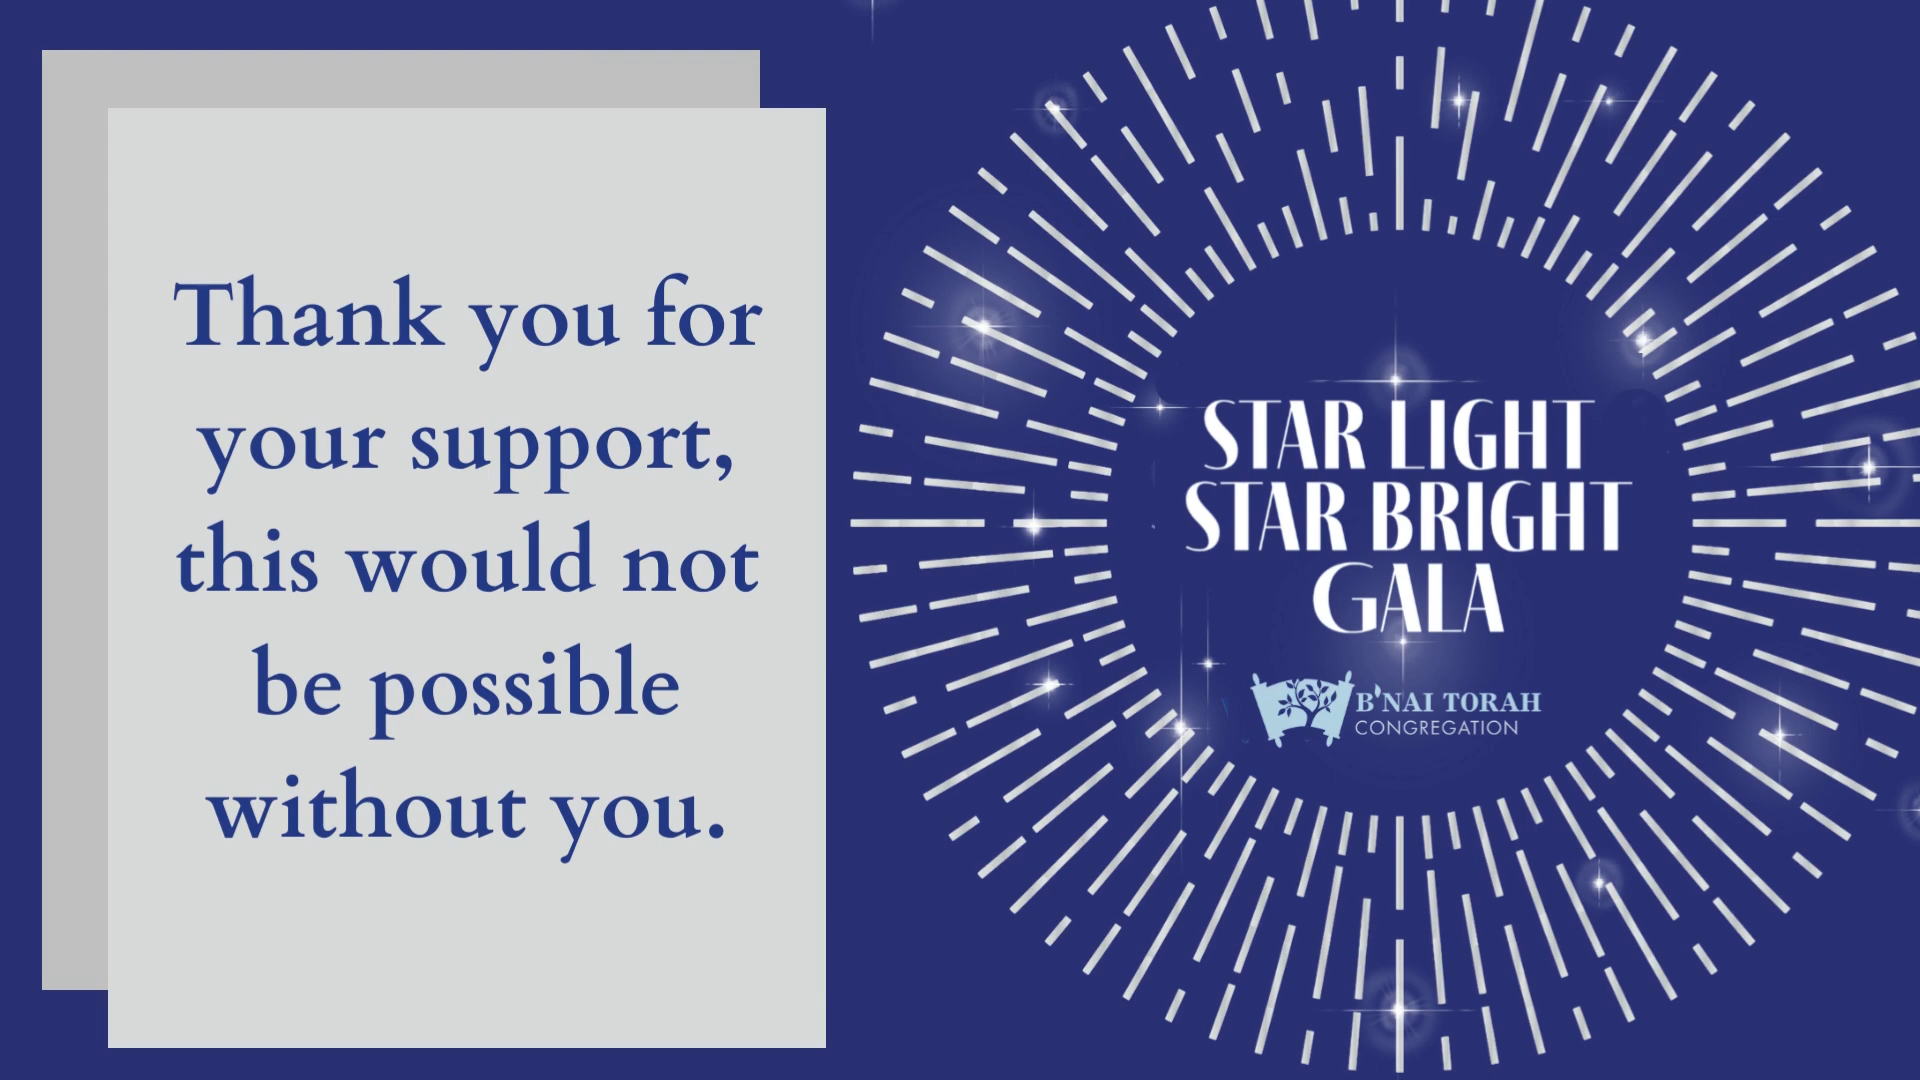 Thank you for
your support,
this would not
be possible
without you.
STAR LIGHT
STAR BRIGHT
GALA
B'NAI TORAH
CONGREGATION